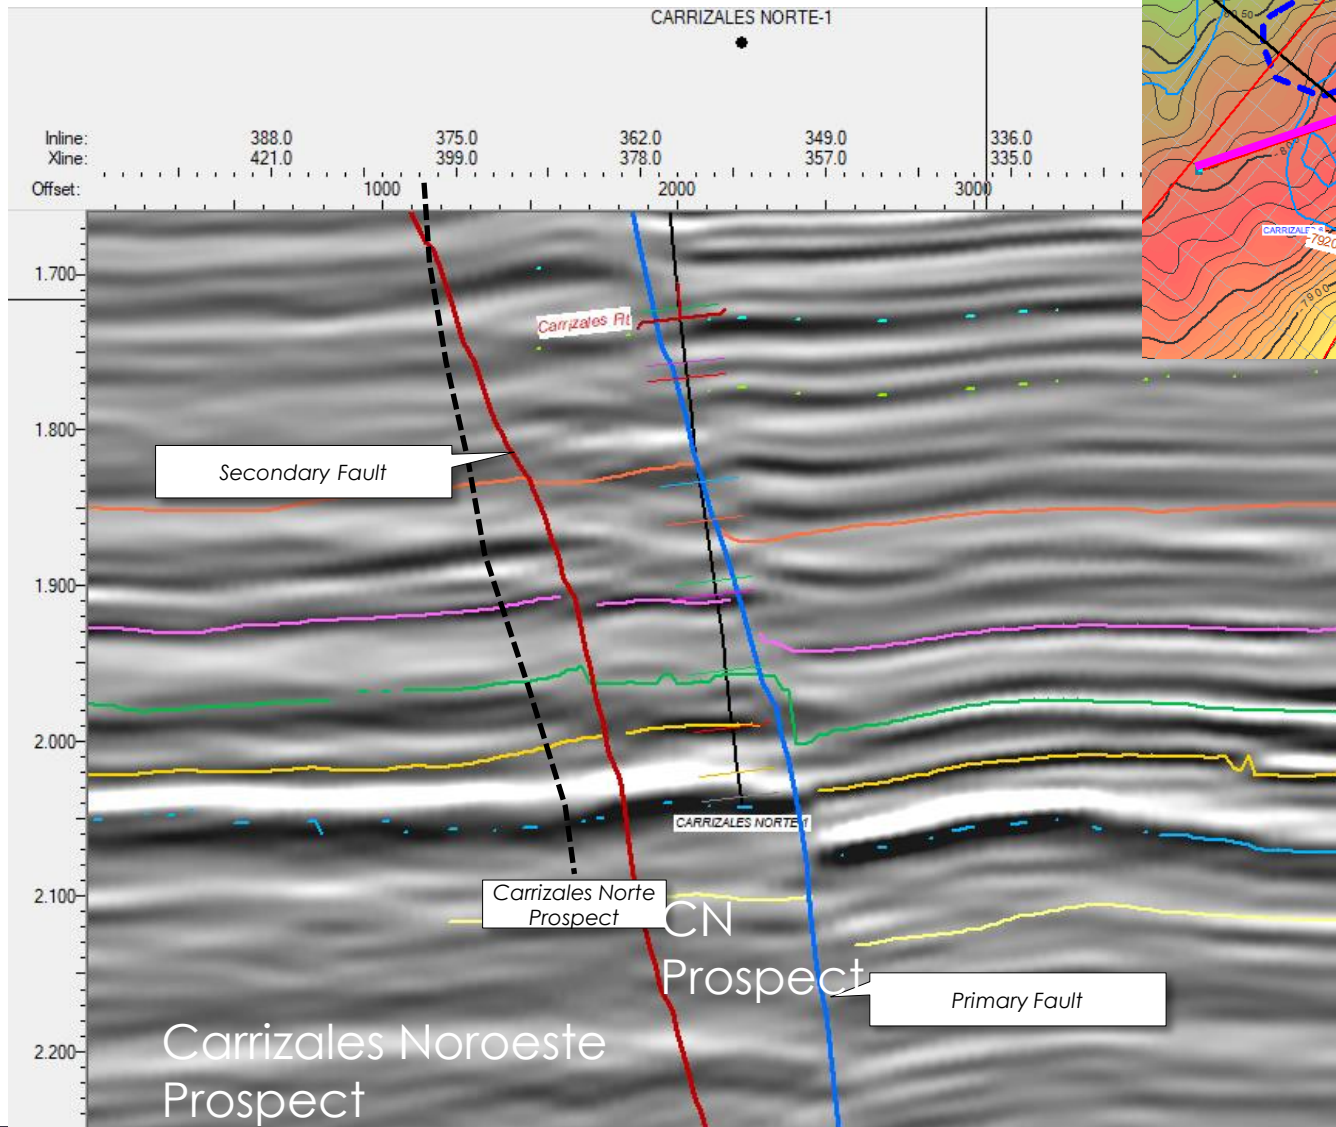 CARRIZALES NORTE-1
Inline:
388.0 375.0 362.0 349.0 336.0
Xline:
421.0 399.0 378.0 357.0 335.0
Offset:
1000 2000 3000
1.700
Carrizales Flt
1.800
Secondary Fault
1.900
2.000
CARRIZALES NORTE-1
2.100
Carrizales Norte
Prospect
CN
Prospect
Primary Fault
2.200
Carrizales Noroeste
Prospect
CARRIZALES
-7920
7900